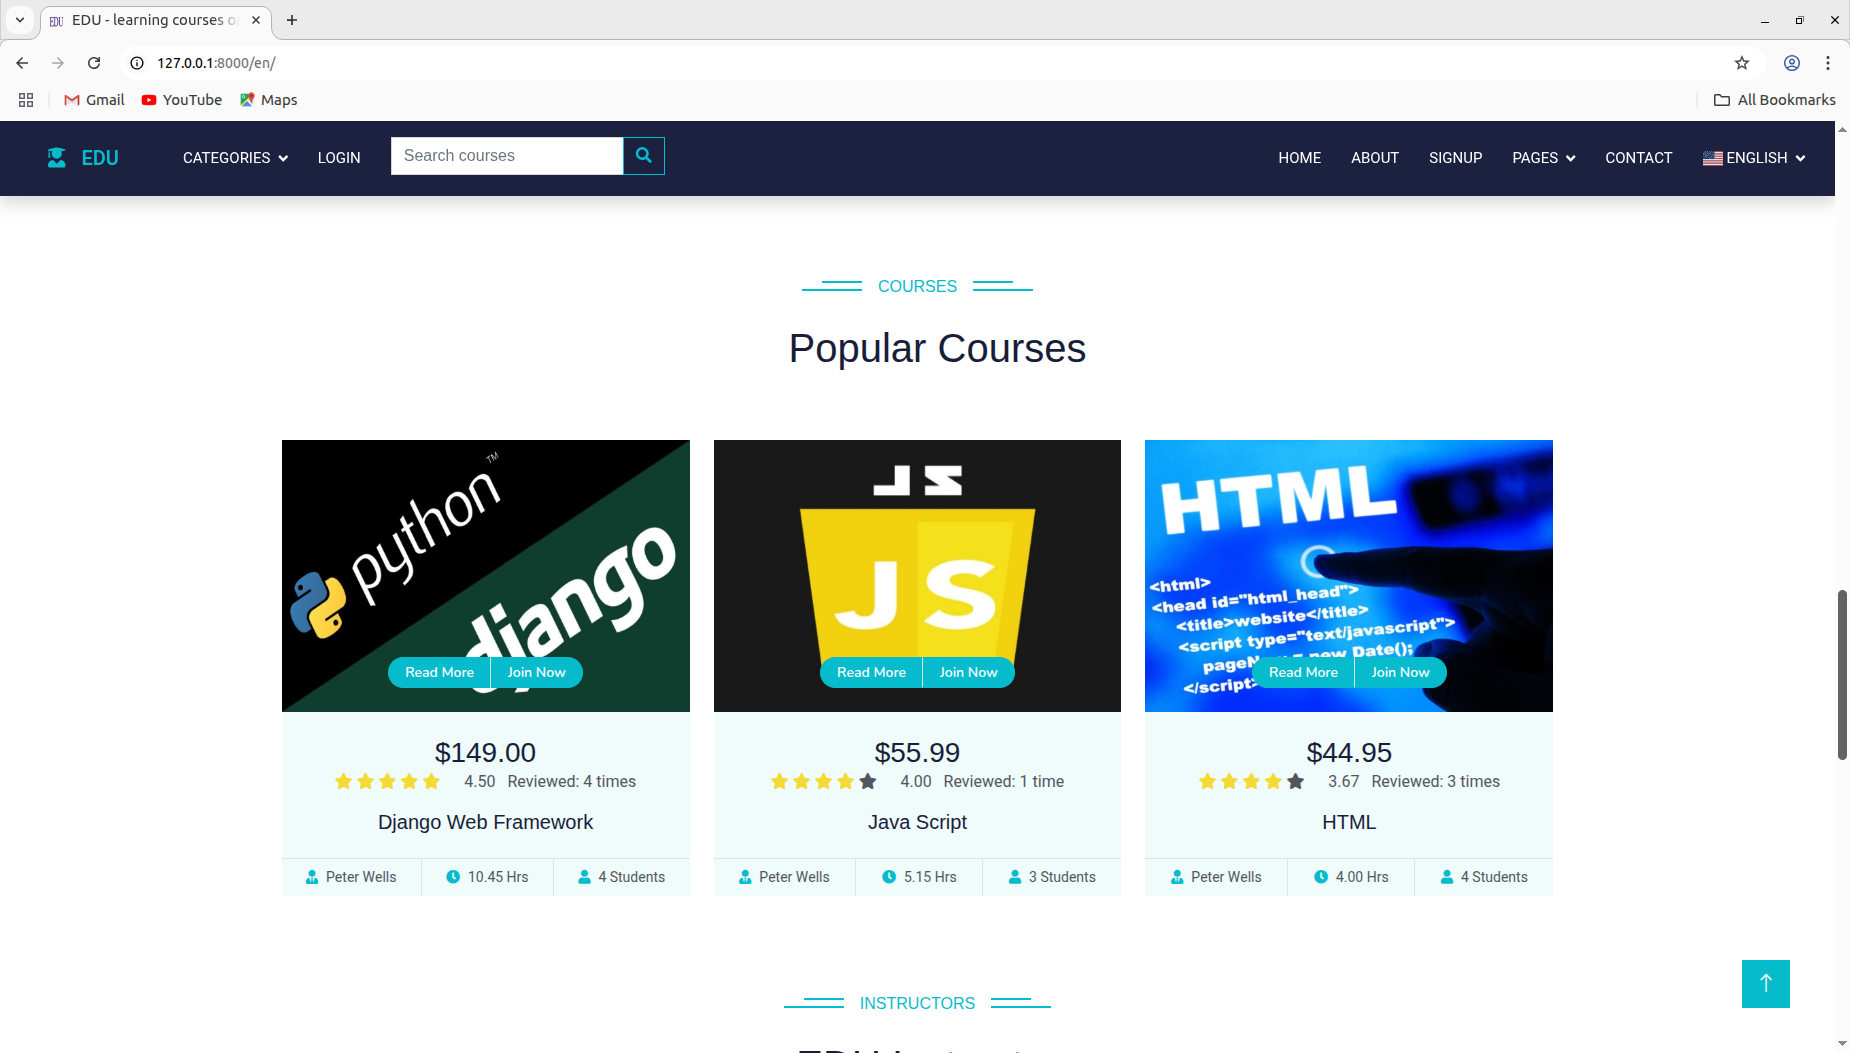 EDU - learning courses o
127.0.0.1:8000/en/
Gmail YouTube Maps All Bookmarks
EDU CATEGORIES LOGIN Search courses HOME ABOUT SIGNUP PAGES CONTACT ENGLISH
COURSES
Popular Courses
python TM
django
Read More Join Now
$149.00
4.50 Reviewed: 4 times
Django Web Framework
Peter Wells 10.45 Hrs 4 Students
JS
JS
Read More Join Now
$55.99
4.00 Reviewed: 1 time
Java Script
Peter Wells 5.15 Hrs 3 Students
HTML
<html>
<head id="html_head">
<title>website</title>
<script type="text/javascript">
pageN = new Date();
</script>
Read More Join Now
$44.95
3.67 Reviewed: 3 times
HTML
Peter Wells 4.00 Hrs 4 Students
INSTRUCTORS
EDU